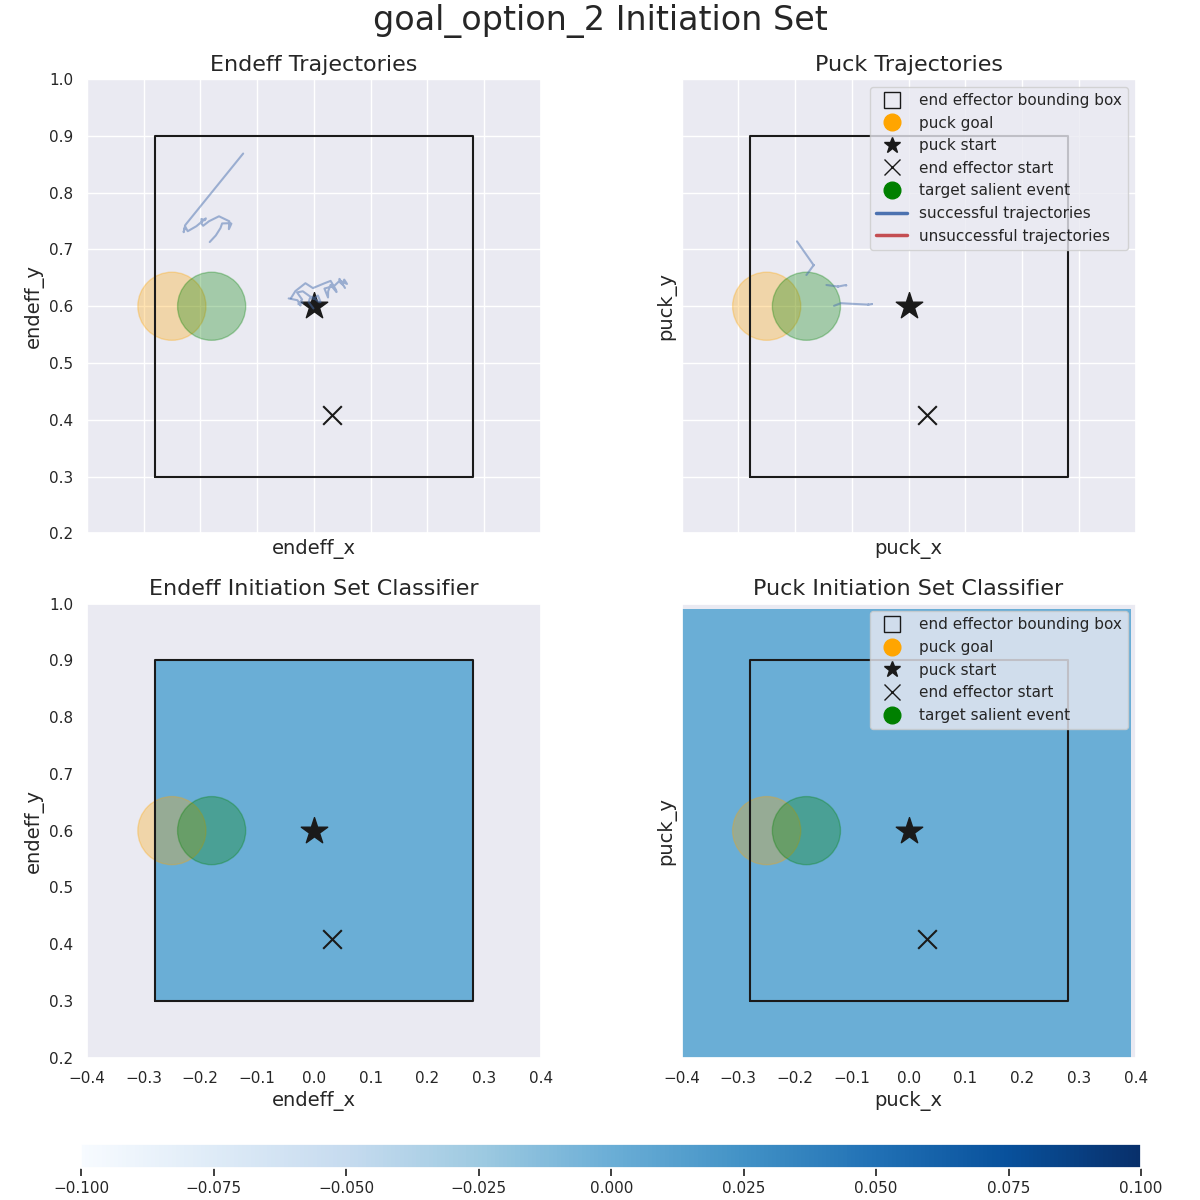 goal_option_2 Initiation Set
Endeff Trajectories
Puck Trajectories
1.0
0.9
0.8
0.7
0.6
0.5
0.4
0.3
0.2
endeff_y
endeff_x
puck_y
puck_x
end effector bounding box
puck goal
puck start
end effector start
target salient event
successful trajectories
unsuccessful trajectories
Endeff Initiation Set Classifier
Puck Initiation Set Classifier
1.0
0.9
0.8
0.7
0.6
0.5
0.4
0.3
0.2
endeff_y
−0.4 −0.3 −0.2 −0.1 0.0 0.1 0.2 0.3 0.4
endeff_x
puck_y
end effector bounding box
puck goal
puck start
end effector start
target salient event
−0.4 −0.3 −0.2 −0.1 0.0 0.1 0.2 0.3 0.4
puck_x
−0.100 −0.075 −0.050 −0.025 0.000 0.025 0.050 0.075 0.100